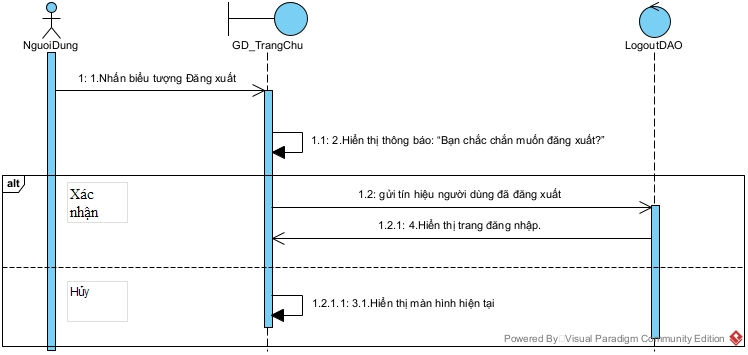 NguoiDung
GD_TrangChu
LogoutDAO
1: 1.Nhấn biểu tượng Đăng xuất
1.1: 2.Hiển thị thông báo: “Bạn chắc chắn muốn đăng xuất?”
alt
Xác
nhận
1.2: gửi tín hiệu người dùng đã đăng xuất
1.2.1: 4.Hiển thị trang đăng nhập.
Hủy
1.2.1.1: 3.1.Hiển thị màn hình hiện tại
Powered By Visual Paradigm Community Edition